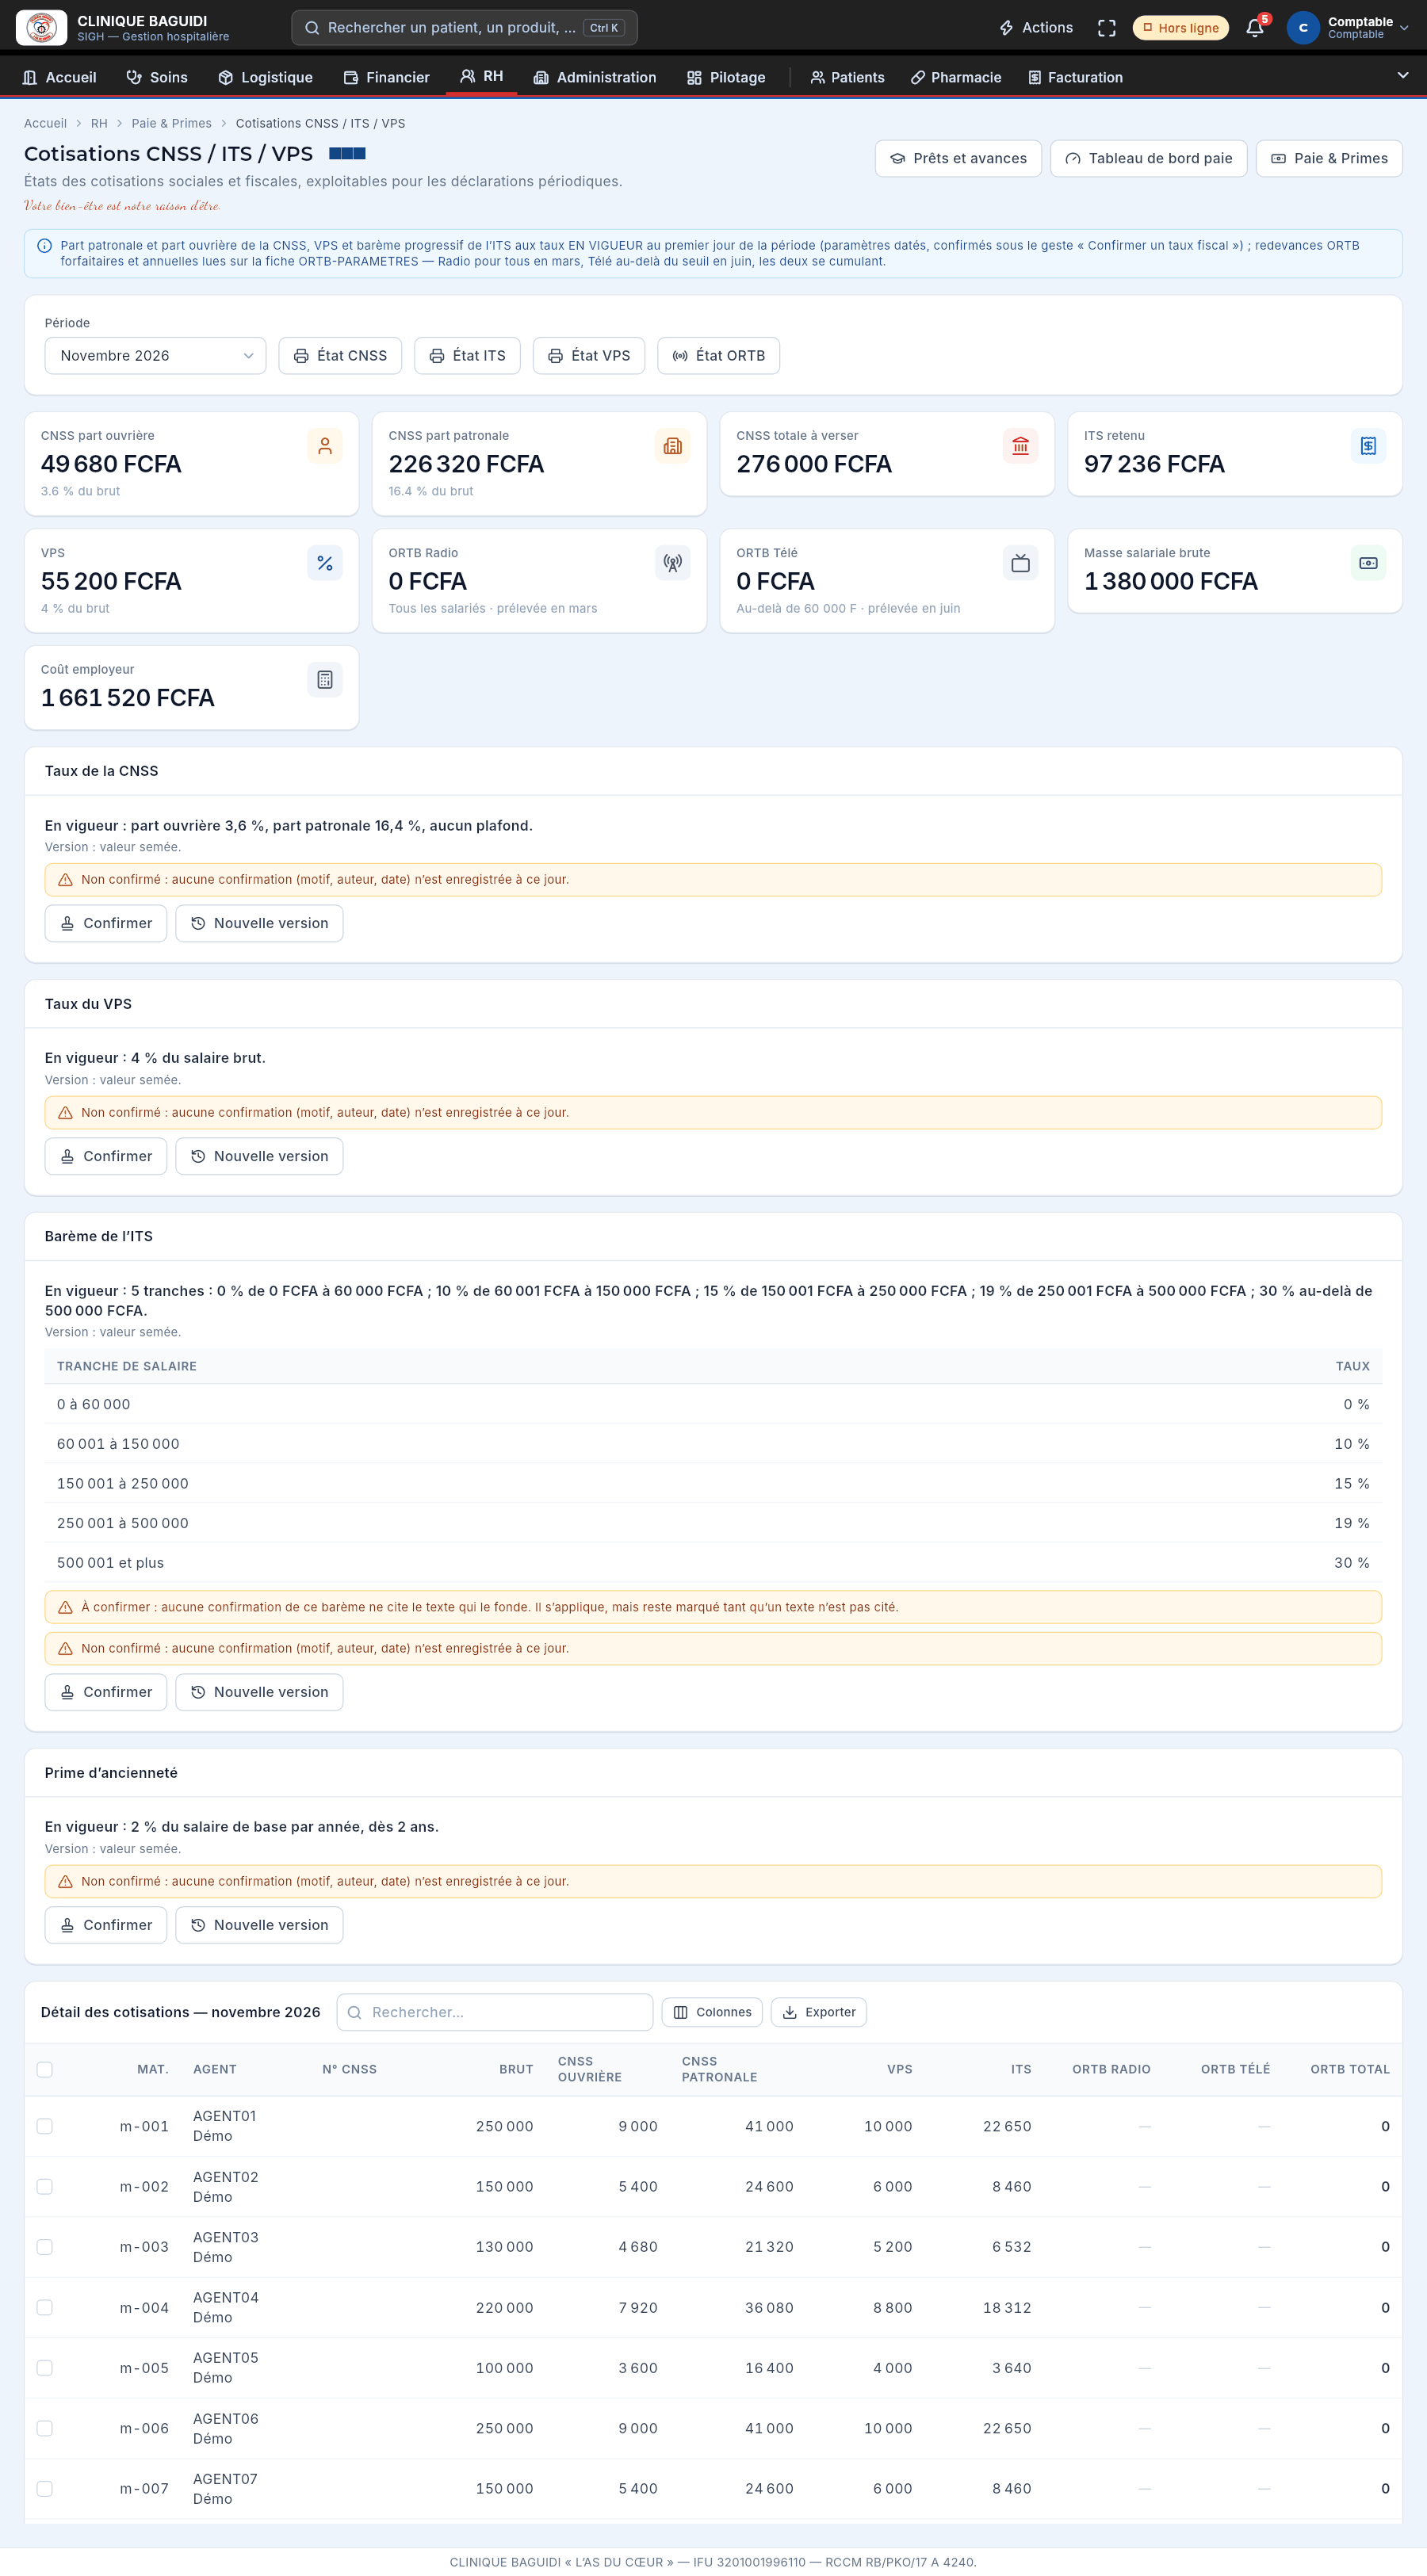 CLINIQUE BAGUIDI
SIGH — Gestion hospitalière
Rechercher un patient, un produit, ... Ctrl K
Actions
Hors ligne
5
C
Comptable
Comptable
Accueil Soins Logistique Financier RH Administration Pilotage Patients Pharmacie Facturation
Accueil > RH > Paie & Primes > Cotisations CNSS / ITS / VPS
Cotisations CNSS / ITS / VPS
États des cotisations sociales et fiscales, exploitables pour les déclarations périodiques.
Votre bien-être est notre raison d'être.
Prêts et avances Tableau de bord paie Paie & Primes
Part patronale et part ouvrière de la CNSS, VPS et barème progressif de l'ITS aux taux EN VIGUEUR au premier jour de la période (paramètres datés, confirmés sous le geste « Confirmer un taux fiscal ») ; redevances ORTB
forfaitaires et annuelles lues sur la fiche ORTB-PARAMETRES — Radio pour tous en mars, Télé au-delà du seuil en juin, les deux se cumulant.
Période
Novembre 2026 État CNSS État ITS État VPS État ORTB
CNSS part ouvrière
49 680 FCFA
3.6 % du brut
CNSS part patronale
226 320 FCFA
16.4 % du brut
CNSS totale à verser
276 000 FCFA
ITS retenu
97 236 FCFA
VPS
55 200 FCFA
4 % du brut
ORTB Radio
0 FCFA
Tous les salariés · prélevée en mars
ORTB Télé
0 FCFA
Au-delà de 60 000 F · prélevée en juin
Masse salariale brute
1 380 000 FCFA
Coût employeur
1 661 520 FCFA
Taux de la CNSS
En vigueur : part ouvrière 3,6 %, part patronale 16,4 %, aucun plafond.
Version : valeur semée.
Non confirmé : aucune confirmation (motif, auteur, date) n'est enregistrée à ce jour.
Confirmer Nouvelle version
Taux du VPS
En vigueur : 4 % du salaire brut.
Version : valeur semée.
Non confirmé : aucune confirmation (motif, auteur, date) n'est enregistrée à ce jour.
Confirmer Nouvelle version
Barème de l'ITS
En vigueur : 5 tranches : 0 % de 0 FCFA à 60 000 FCFA ; 10 % de 60 001 FCFA à 150 000 FCFA ; 15 % de 150 001 FCFA à 250 000 FCFA ; 19 % de 250 001 FCFA à 500 000 FCFA ; 30 % au-delà de
500 000 FCFA.
Version : valeur semée.
TRANCHE DE SALAIRE TAUX
0 à 60 000 0 %
60 001 à 150 000 10 %
150 001 à 250 000 15 %
250 001 à 500 000 19 %
500 001 et plus 30 %
À confirmer : aucune confirmation de ce barème ne cite le texte qui le fonde. Il s'applique, mais reste marqué tant qu'un texte n'est pas cité.
Non confirmé : aucune confirmation (motif, auteur, date) n'est enregistrée à ce jour.
Confirmer Nouvelle version
Prime d'ancienneté
En vigueur : 2 % du salaire de base par année, dès 2 ans.
Version : valeur semée.
Non confirmé : aucune confirmation (motif, auteur, date) n'est enregistrée à ce jour.
Confirmer Nouvelle version
Détail des cotisations — novembre 2026 Rechercher... Colonnes Exporter
MAT. AGENT N° CNSS BRUT CNSS OUVRIÈRE CNSS PATRONALE VPS ITS ORTB RADIO ORTB TÉLÉ ORTB TOTAL
m-001 AGENT01 Démo 250 000 9 000 41 000 10 000 22 650 — — 0
m-002 AGENT02 Démo 150 000 5 400 24 600 6 000 8 460 — — 0
m-003 AGENT03 Démo 130 000 4 680 21 320 5 200 6 532 — — 0
m-004 AGENT04 Démo 220 000 7 920 36 080 8 800 18 312 — — 0
m-005 AGENT05 Démo 100 000 3 600 16 400 4 000 3 640 — — 0
m-006 AGENT06 Démo 250 000 9 000 41 000 10 000 22 650 — — 0
m-007 AGENT07 Démo 150 000 5 400 24 600 6 000 8 460 — — 0
CLINIQUE BAGUIDI « L'AS DU CŒUR » — IFU 3201001996110 — RCCM RB/PKO/17 A 4240.